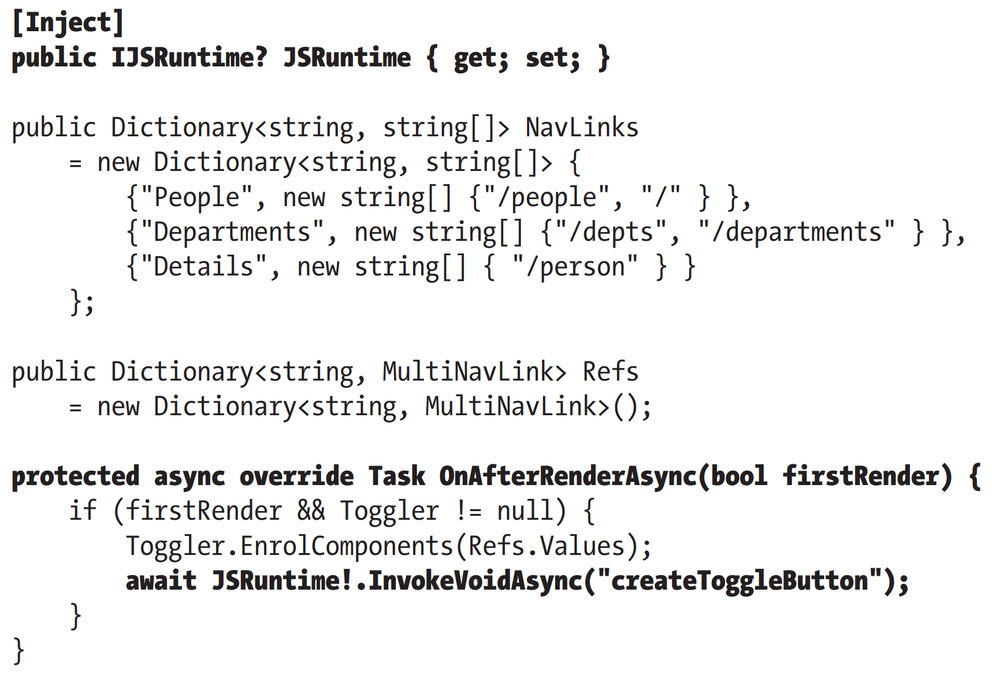 [Inject]
public IJSRuntime? JSRuntime { get; set; }
public Dictionary<string, string[]> NavLinks
    = new Dictionary<string, string[]> {
        {"People", new string[] {"/people", "/" } },
        {"Departments", new string[] {"/depts", "/departments" } },
        {"Details", new string[] { "/person" } }
    };
public Dictionary<string, MultiNavLink> Refs
    = new Dictionary<string, MultiNavLink>();
protected async override Task OnAfterRenderAsync(bool firstRender) {
    if (firstRender && Toggler != null) {
        Toggler.EnrolComponents(Refs.Values);
        await JSRuntime!.InvokeVoidAsync("createToggleButton");
    }
}